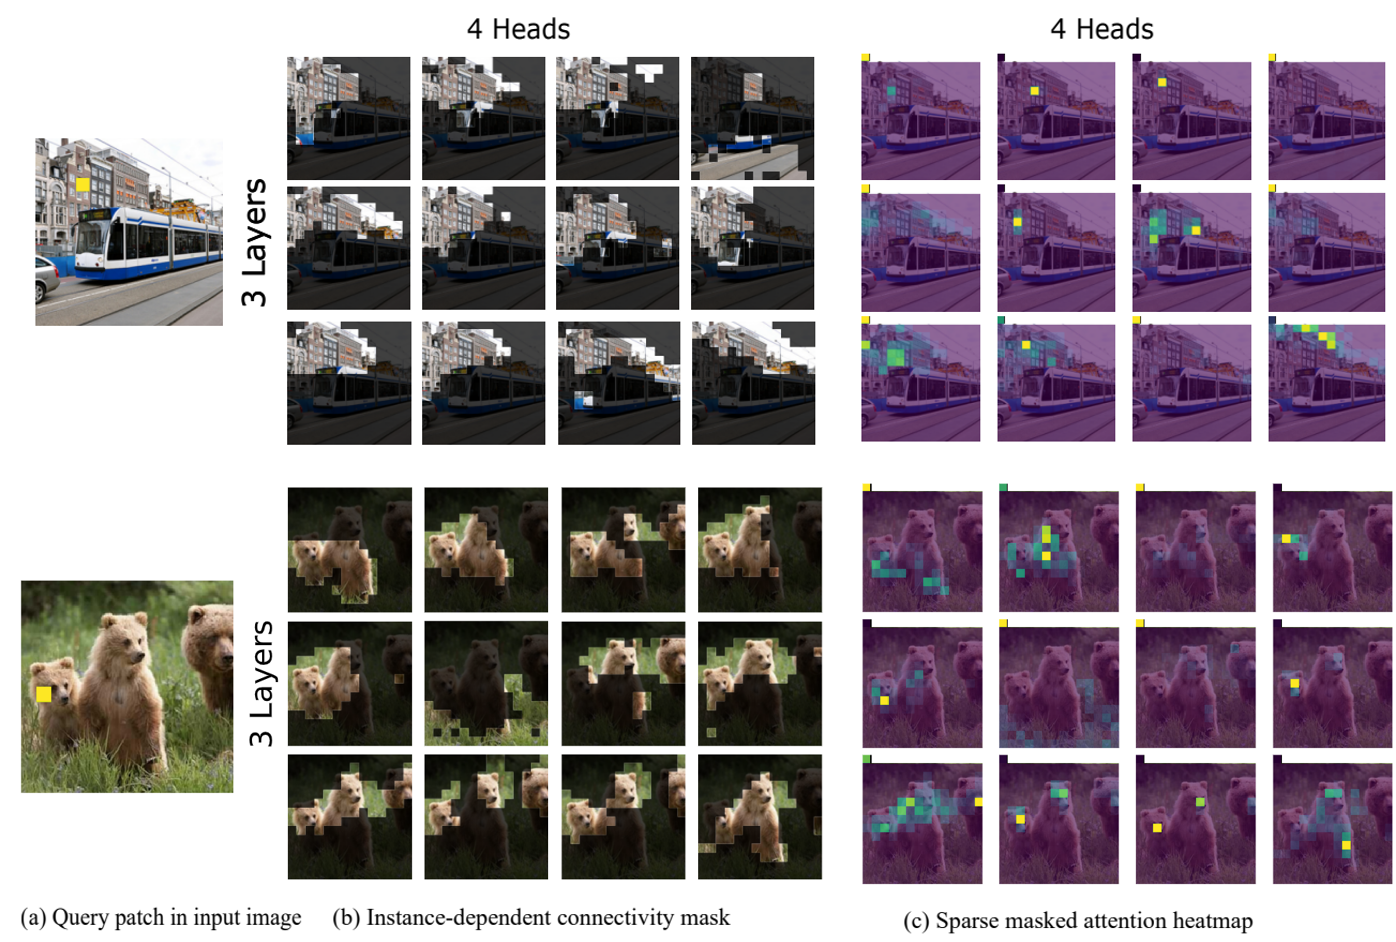 4 Heads
4 Heads
3 Layers
3 Layers
(a) Query patch in input image
(b) Instance-dependent connectivity mask
(c) Sparse masked attention heatmap